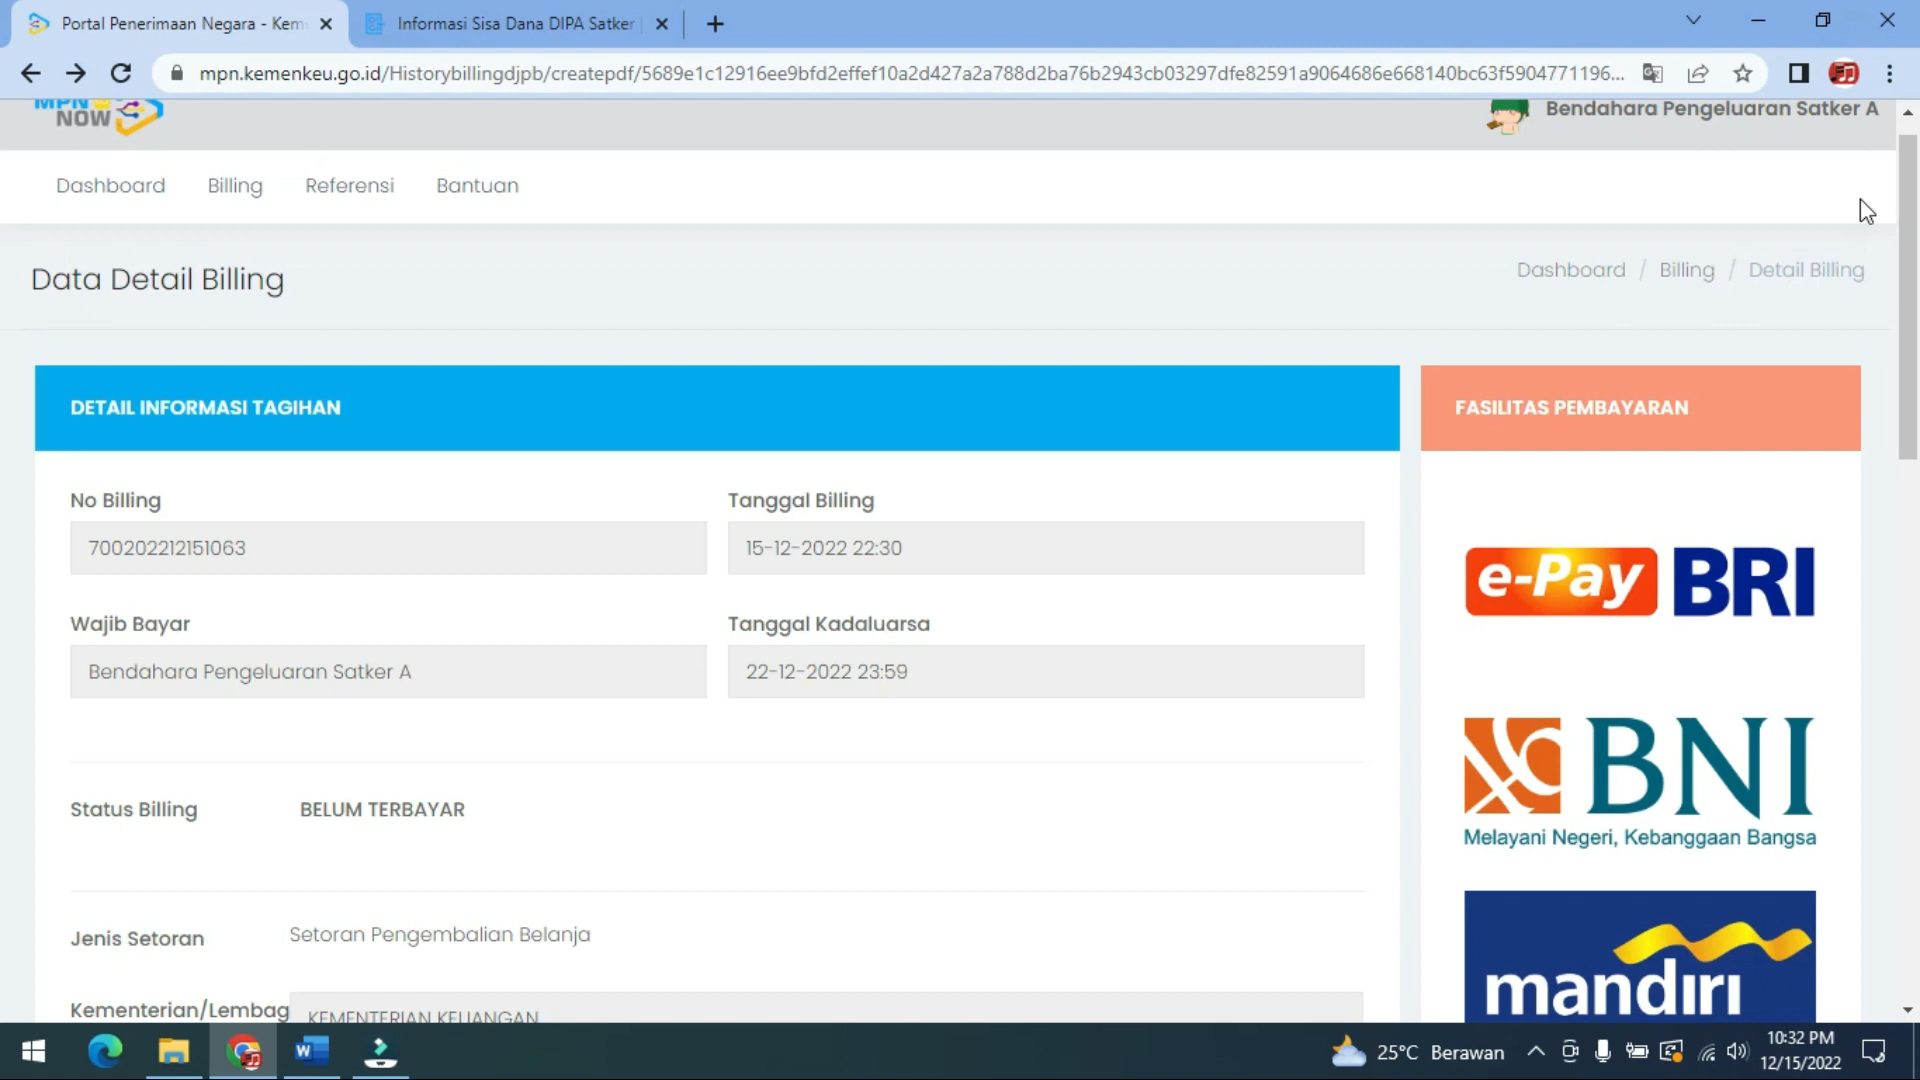 Portal Penerimaan Negara - Kem
Informasi Sisa Dana DIPA Satker
mpn.kemenkeu.go.id/Historybillingdjpb/createpdf/5689e1c12916ee9bfd2effef10a2d427a2a788d2ba76b2943cb03297dfe82591a9064686e668140bc63f5904771196...
MPN
NOW
Bendahara Pengeluaran Satker A
Dashboard Billing Referensi Bantuan
Data Detail Billing
Dashboard / Billing / Detail Billing
DETAIL INFORMASI TAGIHAN
No Billing
700202212151063
Tanggal Billing
15-12-2022 22:30
Wajib Bayar
Bendahara Pengeluaran Satker A
Tanggal Kadaluarsa
22-12-2022 23:59
Status Billing BELUM TERBAYAR
Jenis Setoran Setoran Pengembalian Belanja
Kementerian/Lembag KEMENTERIAN KEUANGAN
FASILITAS PEMBAYARAN
e-Pay BRI
BNI
Melayani Negeri, Kebanggaan Bangsa
mandiri
25°C Berawan
10:32 PM
12/15/2022